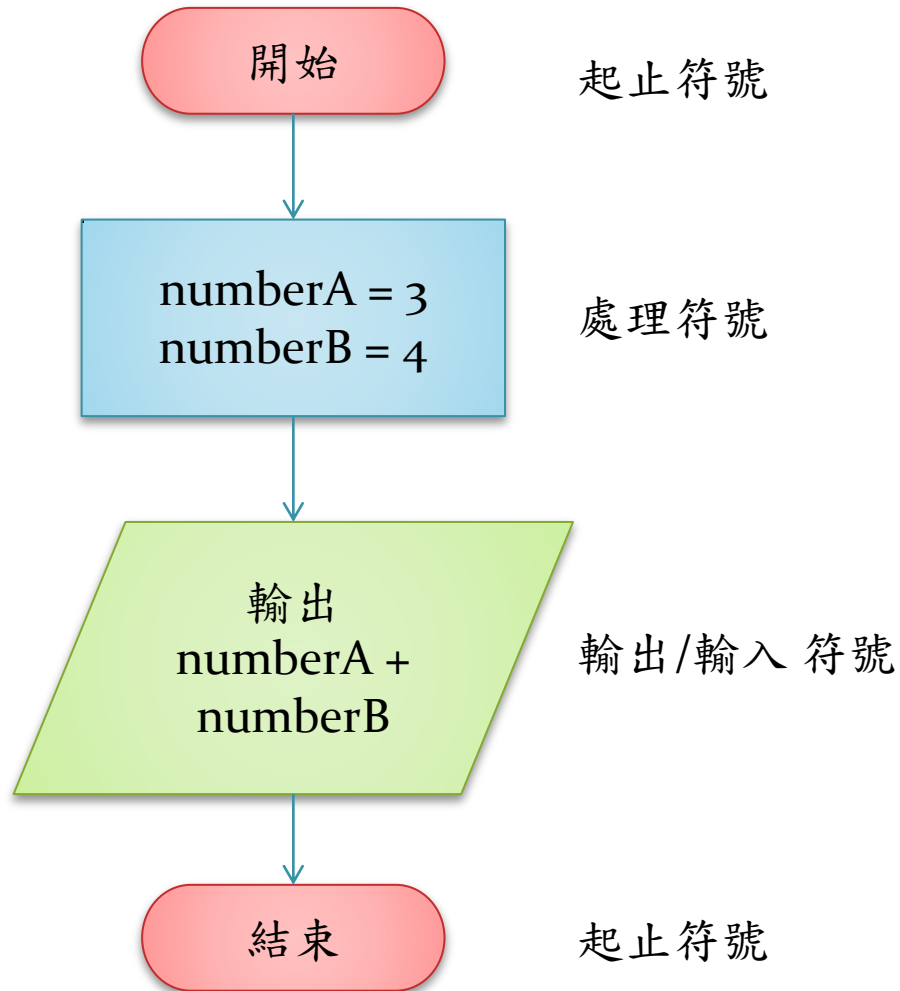 開始
起止符號
numberA = 3
numberB = 4
處理符號
輸出
numberA +
numberB
輸出/輸入 符號
結束
起止符號